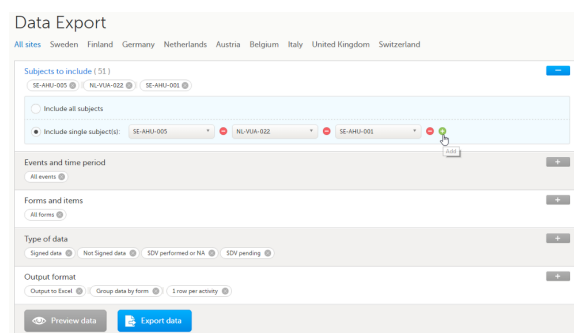 Data Export
All sites Sweden Finland Germany Netherlands Austria Belgium Italy United Kingdom Switzerland
Subjects to include ( 51 )
SE-AHU-005 NL-VUA-022 SE-AHU-001
Include all subjects
Include single subject(s): SE-AHU-005 NL-VUA-022 SE-AHU-001
Add
Events and time period
All events
Forms and items
All forms
Type of data
Signed data Not Signed data SDV performed or NA SDV pending
Output format
Output to Excel Group data by form 1 row per activity
Preview data Export data